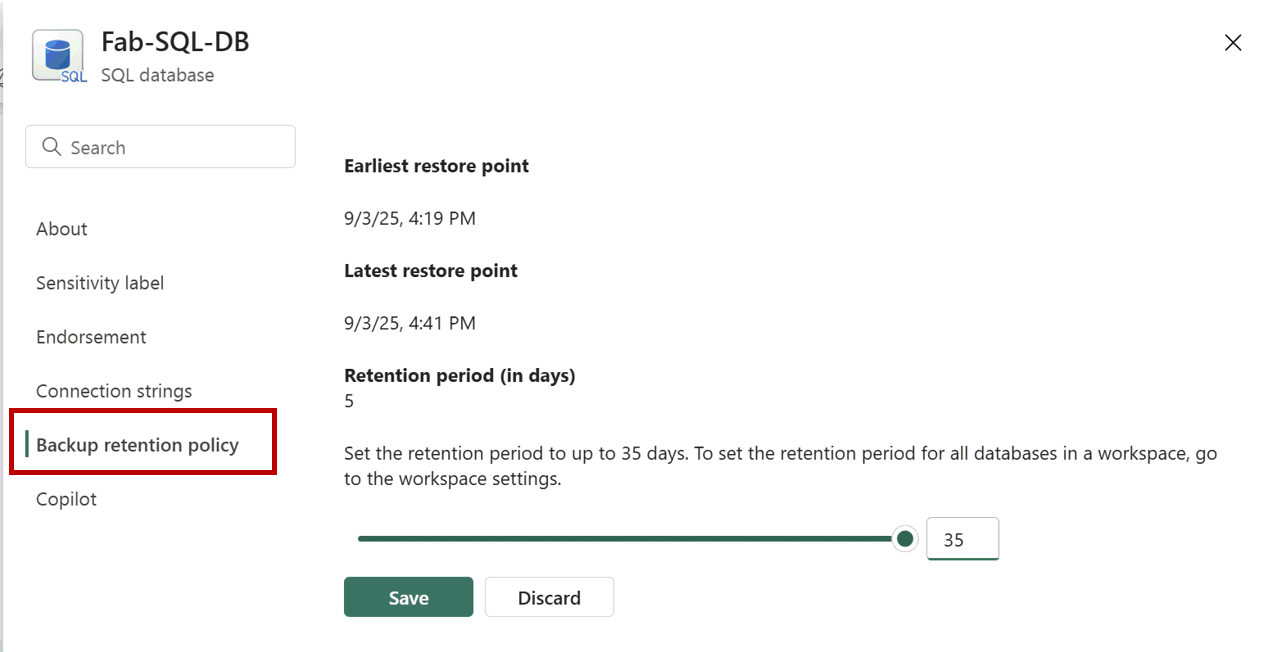 Fab-SQL-DB
SQL
SQL database
Search
About
Sensitivity label
Endorsement
Connection strings
Backup retention policy
Copilot
Earliest restore point
9/3/25, 4:19 PM
Latest restore point
9/3/25, 4:41 PM
Retention period (in days)
5
Set the retention period to up to 35 days. To set the retention period for all databases in a workspace, go
to the workspace settings.
35
Save
Discard